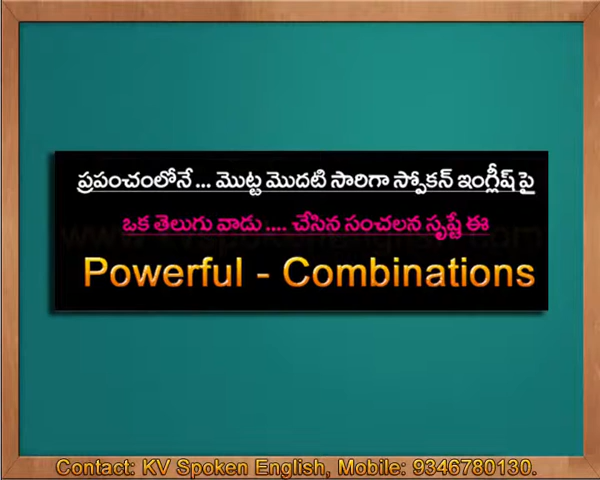 ప్రపంచంలోనే... మొట్ట మొదటి సారిగా స్పోకన్ ఇంగ్లీష్ పై
ఒక తెలుగు వాడు .... చేసిన సంచలన సృష్టే ఈ
Powerful - Combinations
Contact: KV Spoken English, Mobile: 9346780130.